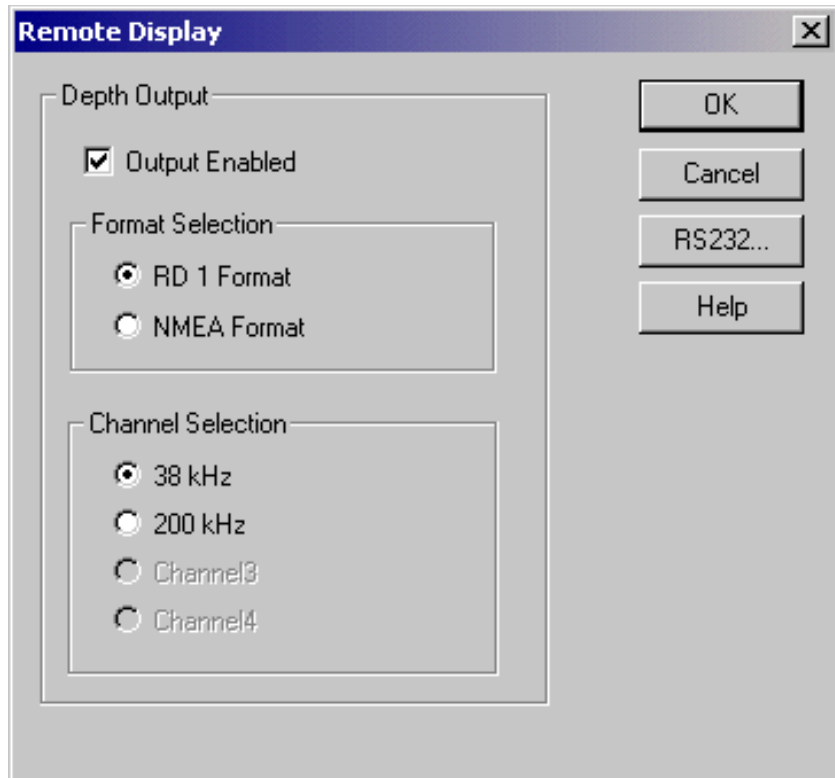 Remote Display
Depth Output
Output Enabled
Format Selection
RD 1 Format
NMEA Format
Channel Selection
38 kHz
200 kHz
Channel3
Channel4
OK
Cancel
RS232...
Help